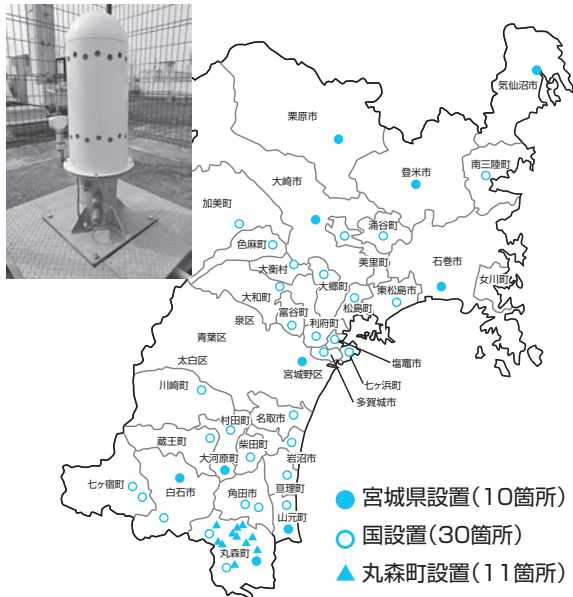 気仙沼市
栗原市
南三陸町
登米市
大崎市
加美町
涌谷町
色麻町
美里町
石巻市
女川町
大衡村
大郷町
東松島市
大和町
松島町
富谷町
利府町
泉区
青葉区
塩竈市
太白区
宮城野区
七ヶ浜町
多賀城市
川崎町
村田町
名取市
蔵王町
柴田町
岩沼市
大河原町
七ヶ宿町
白石市
角田市
亘理町
山元町
丸森町
宮城県設置(10箇所)
国設置(30箇所)
丸森町設置(11箇所)